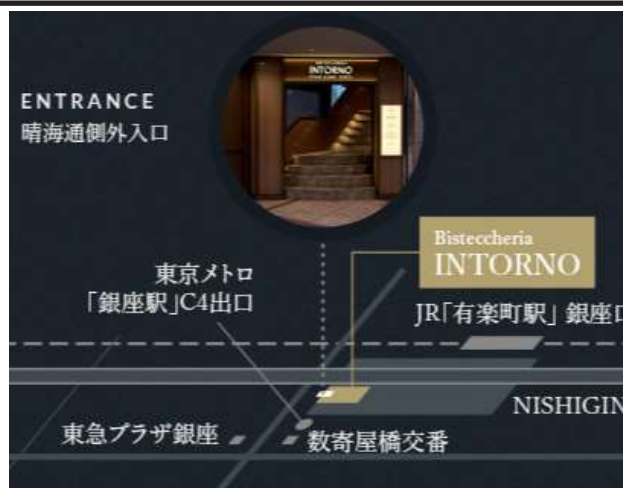 INTORNO
ENTRANCE
晴海通側外入口
Bisteccheria
INTORNO
東京メトロ
「銀座駅」C4出口
JR「有楽町駅」 銀座口
NISHIGIN
東急プラザ銀座
数寄屋橋交番